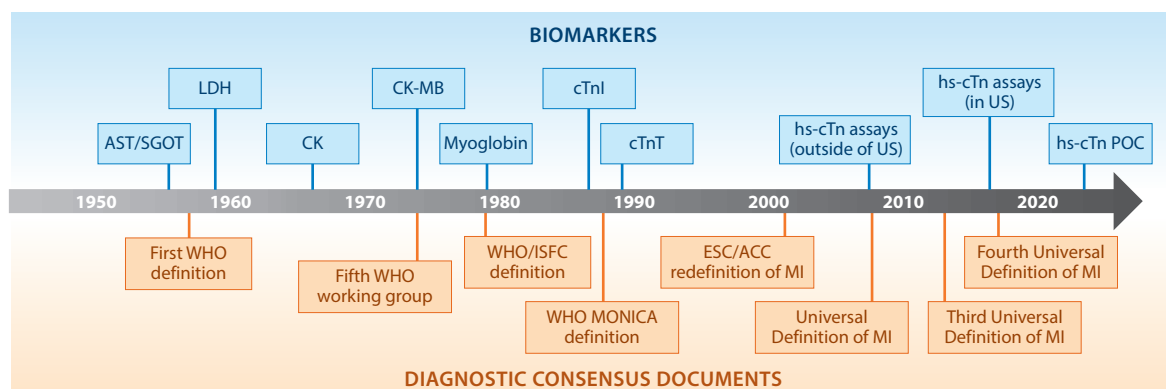 BIOMARKERS
LDH
CK-MB
cTnI
hs-cTn assays
(in US)
AST/SGOT
CK
Myoglobin
cTnT
hs-cTn assays
(outside of US)
hs-cTn POC
1950
1960
1970
1980
1990
2000
2010
2020
First WHO
definition
Fifth WHO
working group
WHO/ISFC
definition
WHO MONICA
definition
ESC/ACC
redefinition of MI
Universal
Definition of MI
Third Universal
Definition of MI
Fourth Universal
Definition of MI
DIAGNOSTIC CONSENSUS DOCUMENTS